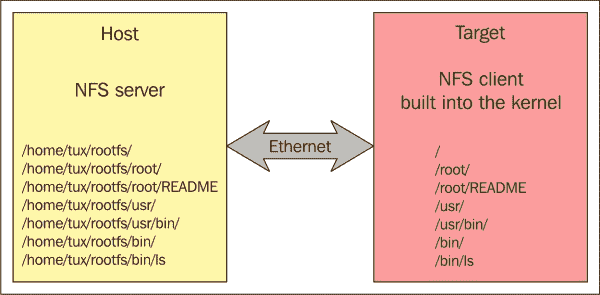 Host
NFS server
/home/tux/rootfs/
/home/tux/rootfs/root/
/home/tux/rootfs/root/README
/home/tux/rootfs/usr/
/home/tux/rootfs/usr/bin/
/home/tux/rootfs/bin/
/home/tux/rootfs/bin/ls
Ethernet
Target
NFS client
built into the kernel
/
/root/
/root/README
/usr/
/usr/bin/
/bin/
/bin/ls